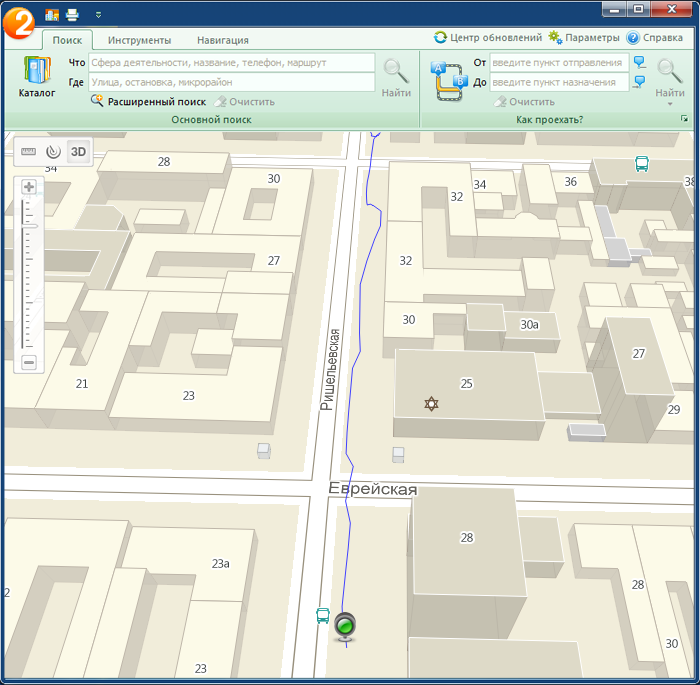 2
Поиск
Инструменты
Навигация
Центр обновлений
Параметры
Справка
Каталог
Что
Сфера деятельности, название, телефон, маршрут
Где
Улица, остановка, микрорайон
Расширенный поиск
Очистить
Найти
Основной поиск
A
B
От
введите пункт отправления
До
введите пункт назначения
Очистить
Найти
Как проехать?
3D
34
28
30
32
34
36
38
27
32
30
30а
27
21
23
25
29
Ришельевская
Еврейская
28
23а
28
2
23
30